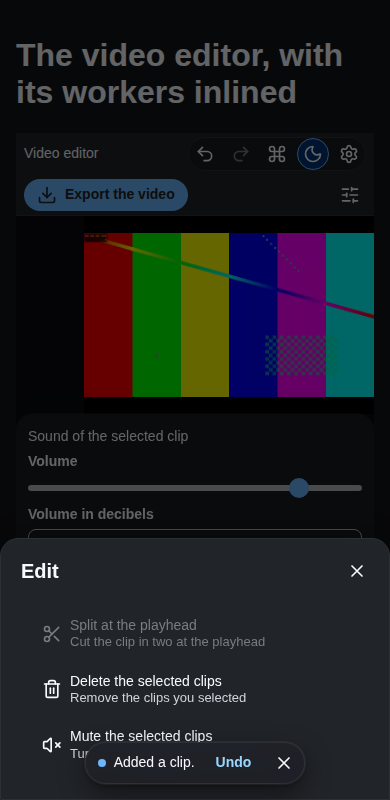 The video editor, with
its workers inlined
Video editor
Export the video
Sound of the selected clip
Volume
Volume in decibels
Edit
Split at the playhead
Cut the clip in two at the playhead
Delete the selected clips
Remove the clips you selected
Mute the selected clips
Added a clip. Undo